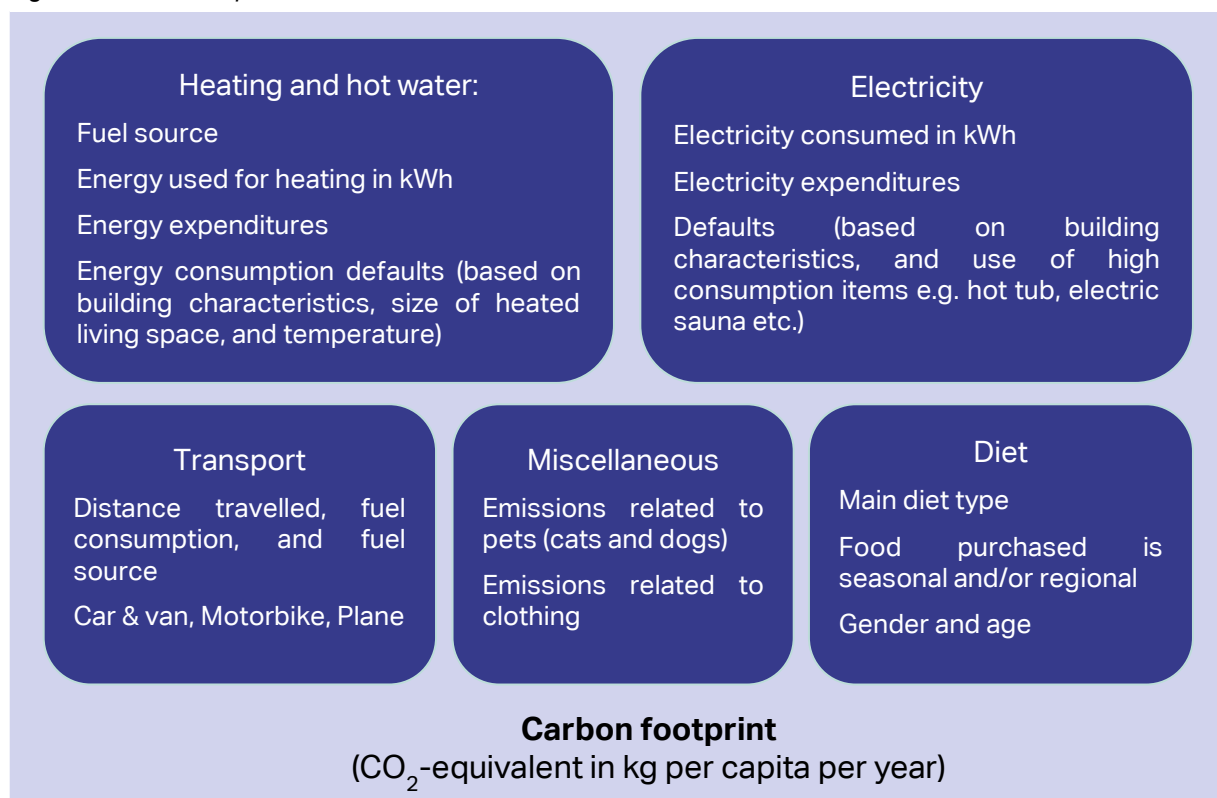 Heating and hot water:
Fuel source
Energy used for heating in kWh
Energy expenditures
Energy consumption defaults (based on
building characteristics, size of heated
living space, and temperature)
Electricity
Electricity consumed in kWh
Electricity expenditures
Defaults (based on building
characteristics, and use of high
consumption items e.g. hot tub, electric
sauna etc.)
Transport
Distance travelled, fuel
consumption, and fuel
source
Car & van, Motorbike, Plane
Miscellaneous
Emissions related to
pets (cats and dogs)
Emissions related to
clothing
Diet
Main diet type
Food purchased is
seasonal and/or regional
Gender and age
Carbon footprint
(CO₂-equivalent in kg per capita per year)